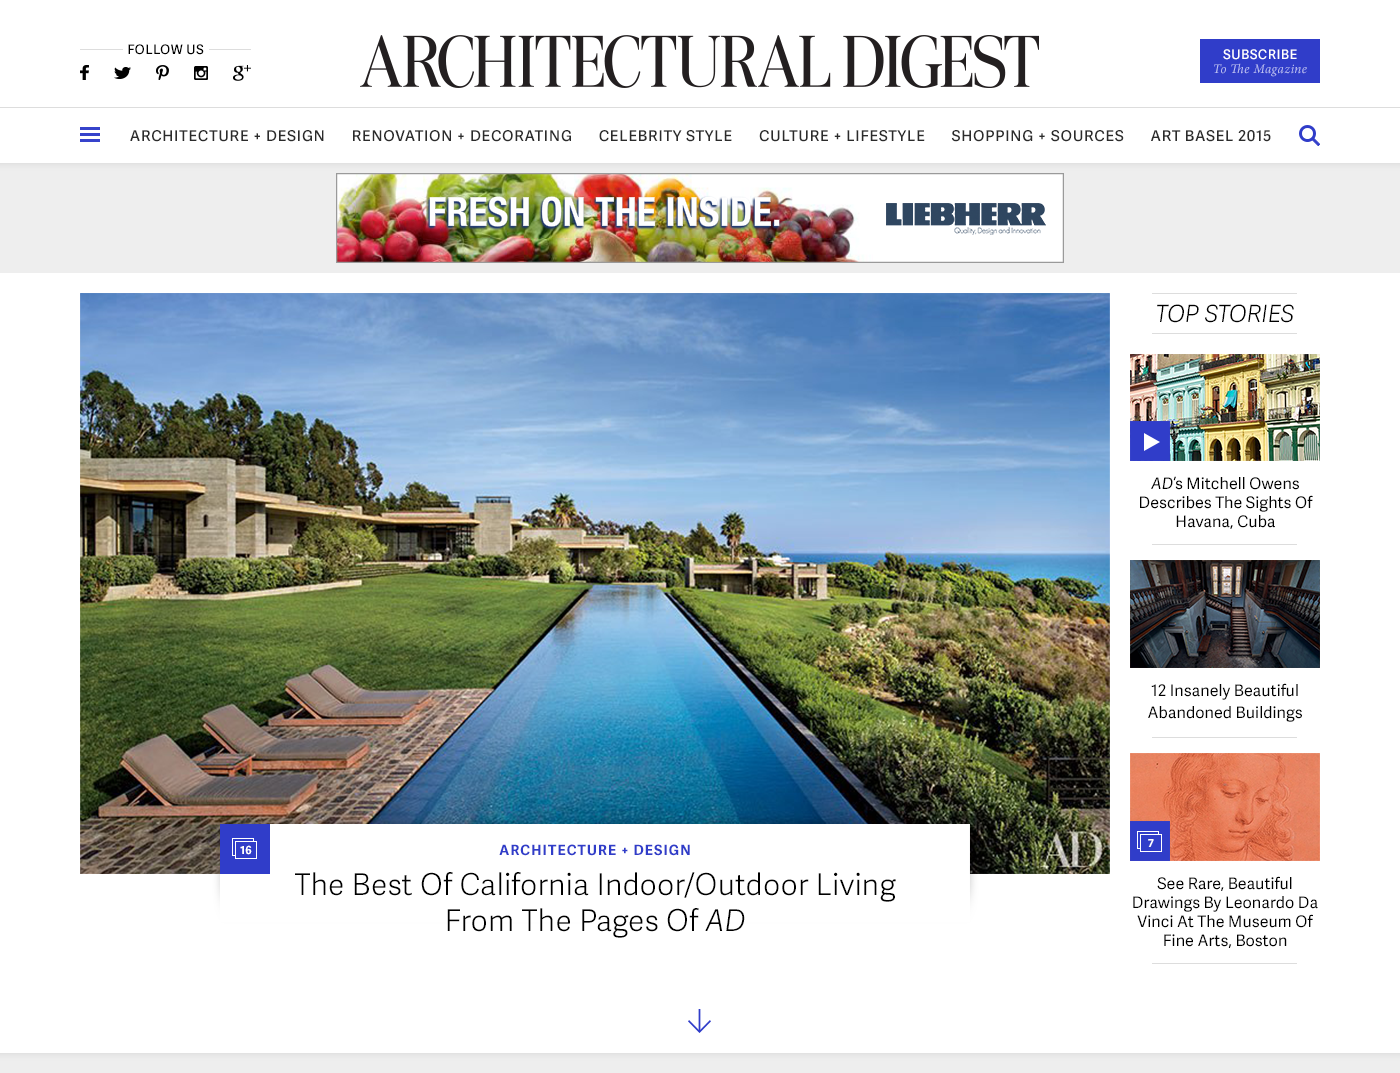 FOLLOW US
ARCHITECTURAL DIGEST
SUBSCRIBE
To The Magazine
ARCHITECTURE + DESIGN
RENOVATION + DECORATING
CELEBRITY STYLE
CULTURE + LIFESTYLE
SHOPPING + SOURCES
ART BASEL 2015
FRESH ON THE INSIDE.
LIEBHERR
Quality, Design and Innovation
AD
16
ARCHITECTURE + DESIGN
The Best Of California Indoor/Outdoor Living
From The Pages Of AD
TOP STORIES
AD's Mitchell Owens
Describes The Sights Of
Havana, Cuba
12 Insanely Beautiful
Abandoned Buildings
7
See Rare, Beautiful
Drawings By Leonardo Da
Vinci At The Museum Of
Fine Arts, Boston